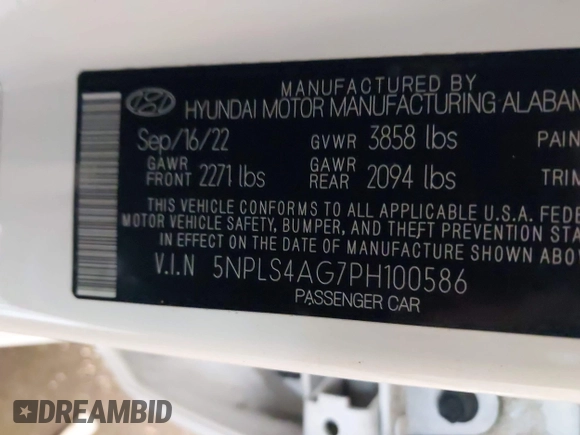 MANUFACTURED BY
HYUNDAI MOTOR MANUFACTURING ALABAM
Sep/16/22 GVWR 3858 lbs PAIN
GAWR FRONT 2271 lbs GAWR REAR 2094 lbs TRIM
THIS VEHICLE CONFORMS TO ALL APPLICABLE U.S.A. FEDE
MOTOR VEHICLE SAFETY, BUMPER, AND THEFT PREVENTION STA
IN EFFECT ON THE DATE OF MANUFACTURE SHOWN ABOV
V.I.N 5NPLS4AG7PH100586
PASSENGER CAR
DREAMBID